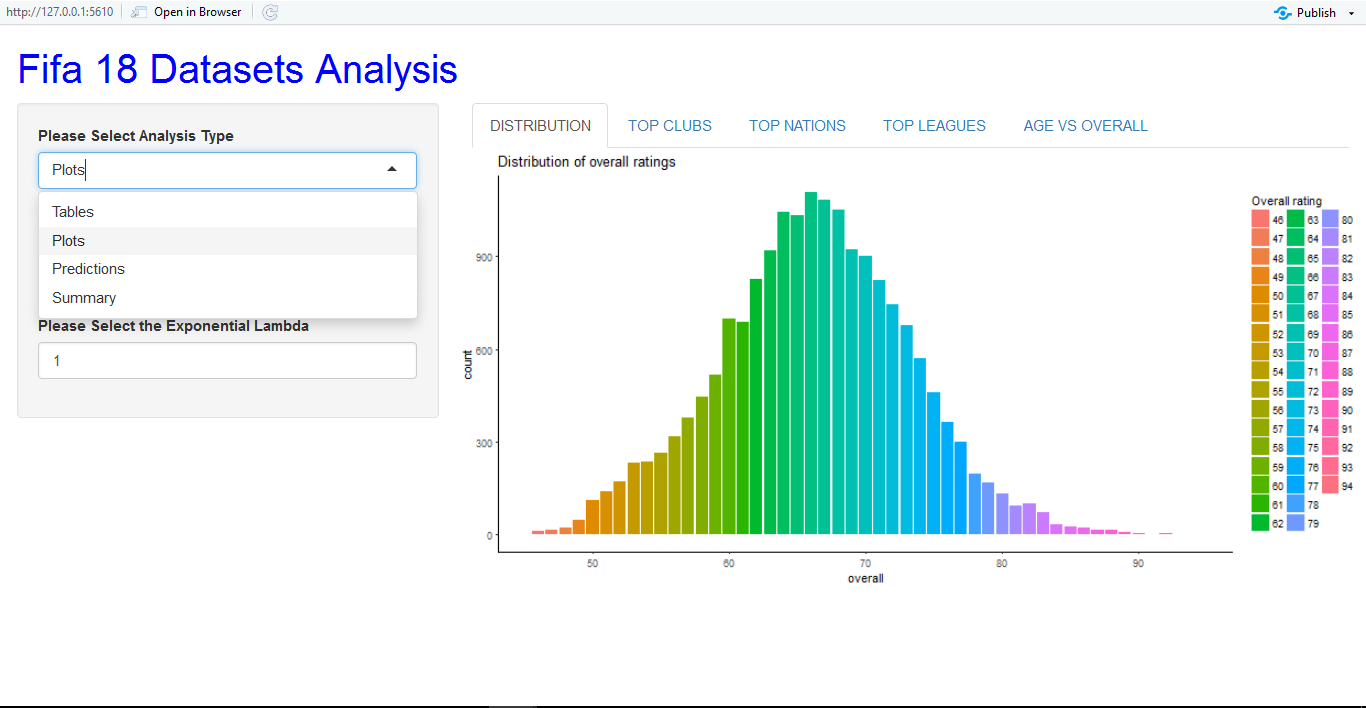 http://127.0.0.1:5610 Open in Browser Publish
Fifa 18 Datasets Analysis
Please Select Analysis Type
Plots
Tables
Plots
Predictions
Summary
Please Select the Exponential Lambda
1
DISTRIBUTION TOP CLUBS TOP NATIONS TOP LEAGUES AGE VS OVERALL
Distribution of overall ratings
count
900
600
300
0
50 60 70 80 90
overall
Overall rating
46 63 80
47 64 81
48 65 82
49 66 83
50 67 84
51 68 85
52 69 86
53 70 87
54 71 88
55 72 89
56 73 90
57 74 91
58 75 92
59 76 93
60 77 94
61 78
62 79